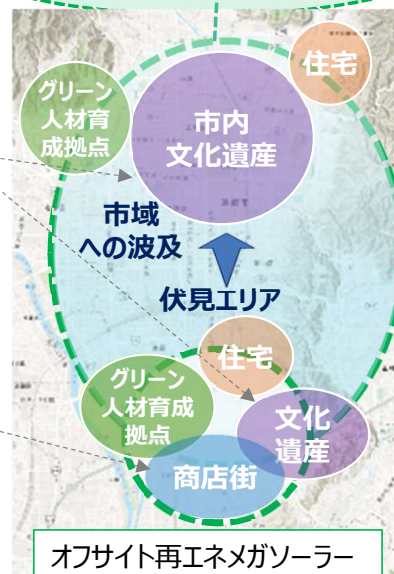 住宅
グリーン
人材育
成拠点
市内
文化遺産
市域
への波及
伏見エリア
住宅
グリーン
人材育成
拠点
文化
遺産
商店街
オフサイト再エネメガソーラー